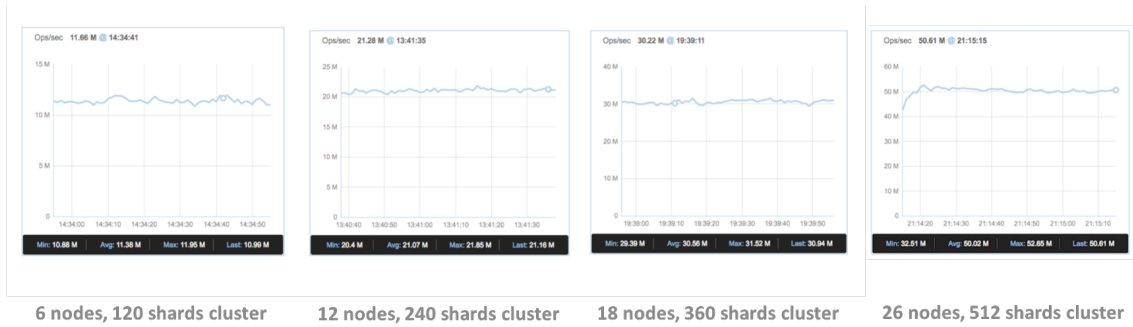 Ops/sec 11.66 M @ 14:34:41
15 M
10 M
5 M
0
14:34:00 14:34:10 14:34:20 14:34:30 14:34:40 14:34:50
Min: 10.88 M Avg: 11.38 M Max: 11.95 M Last: 10.99 M
6 nodes, 120 shards cluster
Ops/sec 21.28 M @ 13:41:35
25 M
20 M
15 M
10 M
5 M
0
13:40:40 13:40:50 13:41:00 13:41:10 13:41:20 13:41:30
Min: 20.4 M Avg: 21.07 M Max: 21.85 M Last: 21.16 M
12 nodes, 240 shards cluster
Ops/sec 30.22 M @ 19:39:11
40 M
30 M
20 M
10 M
0
19:39:00 19:39:10 19:39:20 19:39:30 19:39:40 19:39:50
Min: 29.39 M Avg: 30.56 M Max: 31.52 M Last: 30.94 M
18 nodes, 360 shards cluster
Ops/sec 50.61 M @ 21:15:15
60 M
50 M
40 M
30 M
20 M
10 M
0
21:14:20 21:14:30 21:14:40 21:14:50 21:15:00 21:15:10
Min: 32.51 M Avg: 50.02 M Max: 52.65 M Last: 50.61 M
26 nodes, 512 shards cluster